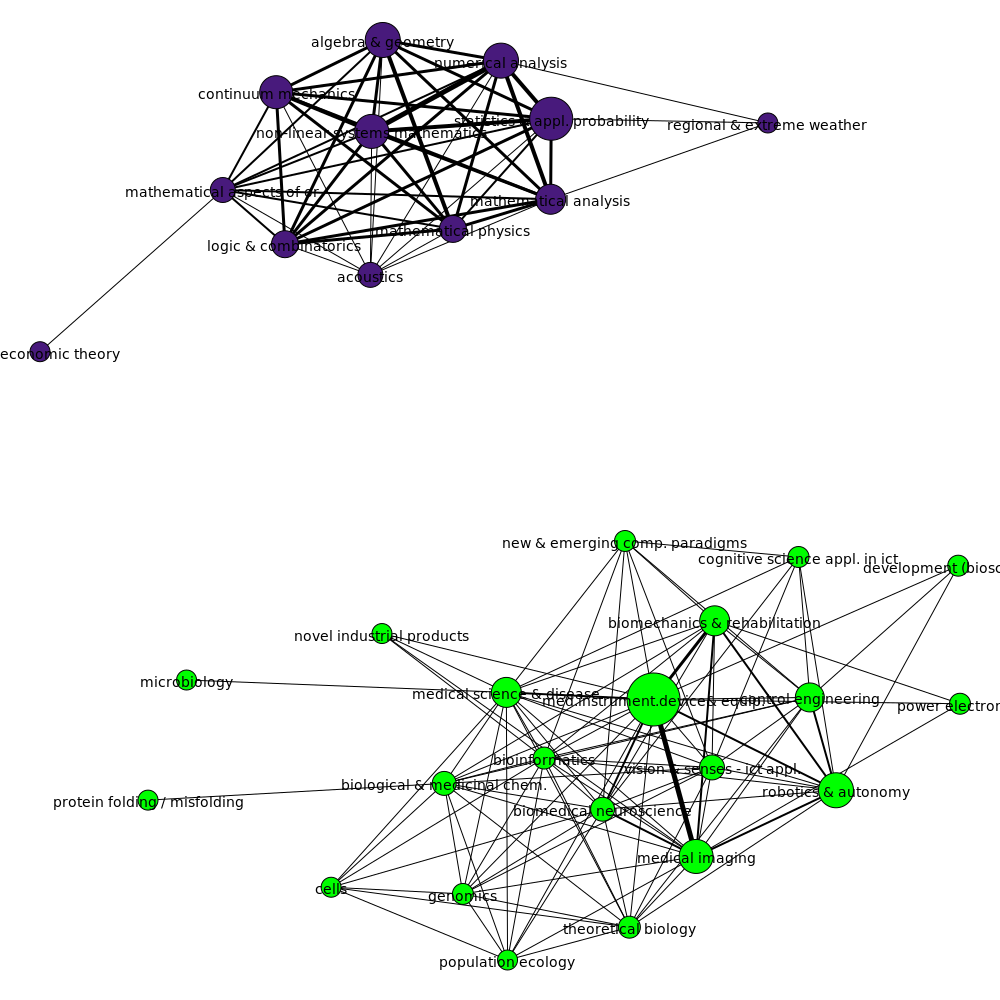 algebra & geometry
numerical analysis
continuum mechanics
statistics & appl. probability
regional & extreme weather
non-linear systems mathematics
mathematical aspects of or
mathematical analysis
mathematical physics
logic & combinatorics
acoustics
economic theory
new & emerging comp. paradigms
cognitive science appl. in ict
development (biosc
biomechanics & rehabilitation
novel industrial products
microbiology
medical science & disease
med.instrument.device& equip.
control engineering
power electron
bioinformatics
vision & senses - ict appl.
biological & medicinal chem.
robotics & autonomy
protein folding / misfolding
biomedical neuroscience
medical imaging
cells
genomics
theoretical biology
population ecology